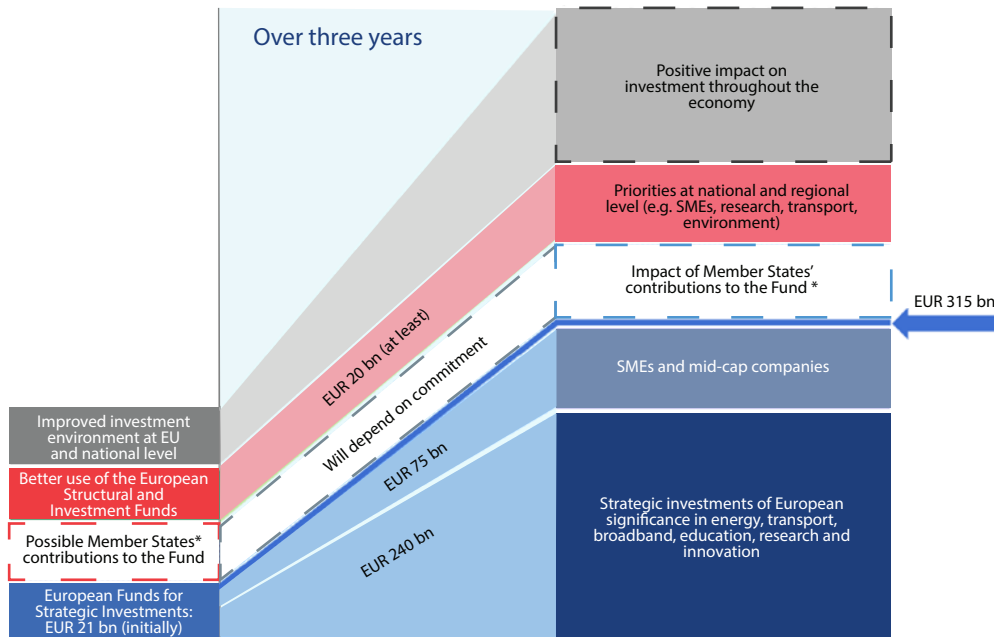 Over three years
Positive impact on
investment throughout the
economy
Priorities at national and regional
level (e.g. SMEs, research, transport,
environment)
Impact of Member States’
contributions to the Fund *
EUR 315 bn
SMEs and mid-cap companies
Strategic investments of European
significance in energy, transport,
broadband, education, research and
innovation
EUR 20 bn (at least)
Will depend on commitment
EUR 75 bn
EUR 240 bn
Improved investment
environment at EU
and national level
Better use of the European
Structural and
Investment Funds
Possible Member States*
contributions to the Fund
European Funds for
Strategic Investments:
EUR 21 bn (initially)